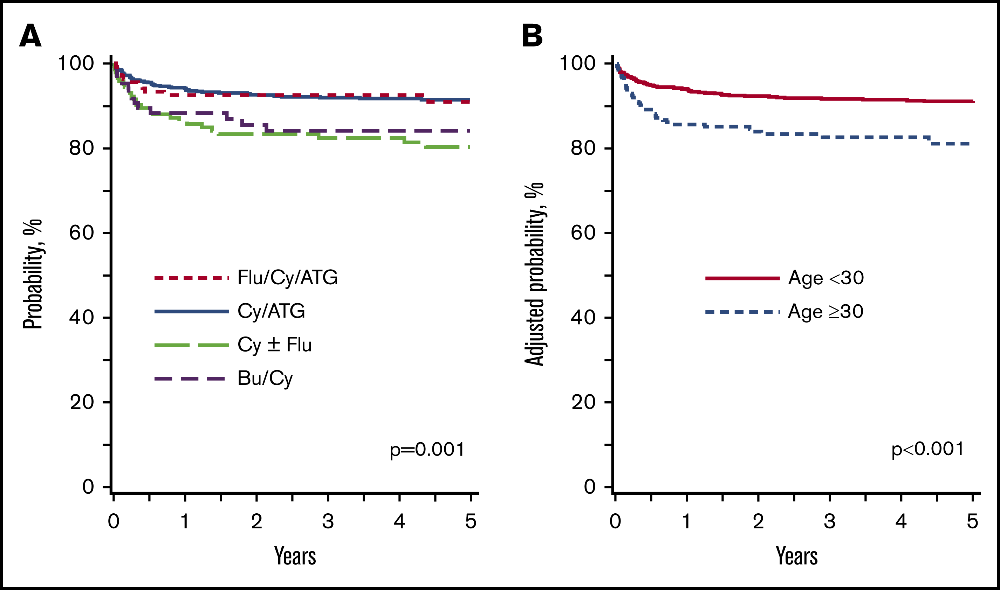 A
100
80
60
40
20
0
Probability, %
Flu/Cy/ATG
Cy/ATG
Cy ± Flu
Bu/Cy
p=0.001
0 1 2 3 4 5
Years
B
100
80
60
40
20
0
Adjusted probability, %
Age <30
Age ≥30
p<0.001
0 1 2 3 4 5
Years